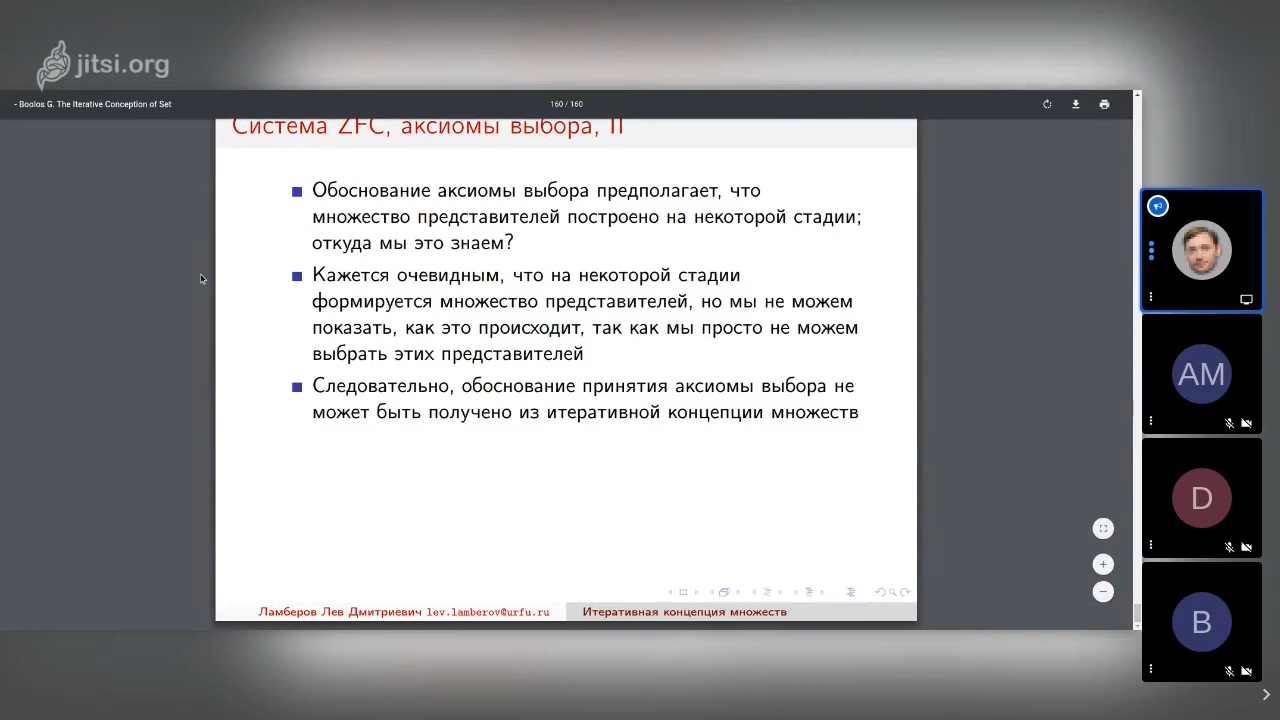 jitsi.org
- Boolos G. The Iterative Conception of Set
160 / 160
Система ZFC, аксиомы выбора, II
Обоснование аксиомы выбора предполагает, что
множество представителей построено на некоторой стадии;
откуда мы это знаем?
Кажется очевидным, что на некоторой стадии
формируется множество представителей, но мы не можем
показать, как это происходит, так как мы просто не можем
выбрать этих представителей
Следовательно, обоснование принятия аксиомы выбора не
может быть получено из итеративной концепции множеств
Ламберов Лев Дмитриевич lev.lamberov@urfu.ru
Итеративная концепция множеств
AM
D
B